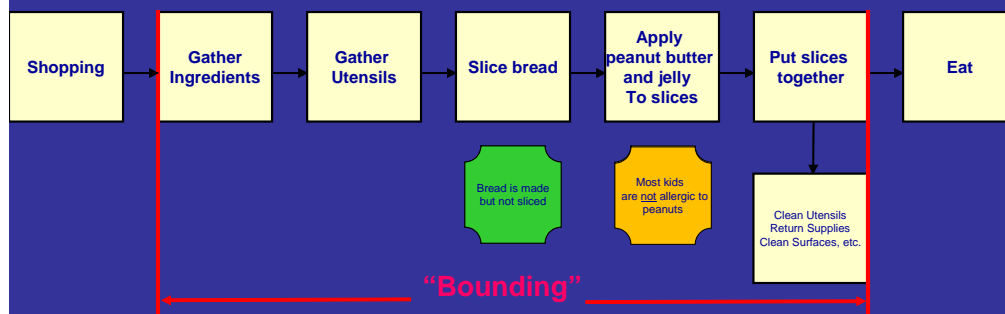 Shopping
Gather
Ingredients
Gather
Utensils
Slice bread
Apply
peanut butter
and jelly
To slices
Put slices
together
Eat
Bread is made
but not sliced
Most kids
are not allergic to
peanuts
Clean Utensils
Return Supplies
Clean Surfaces, etc.
“Bounding”